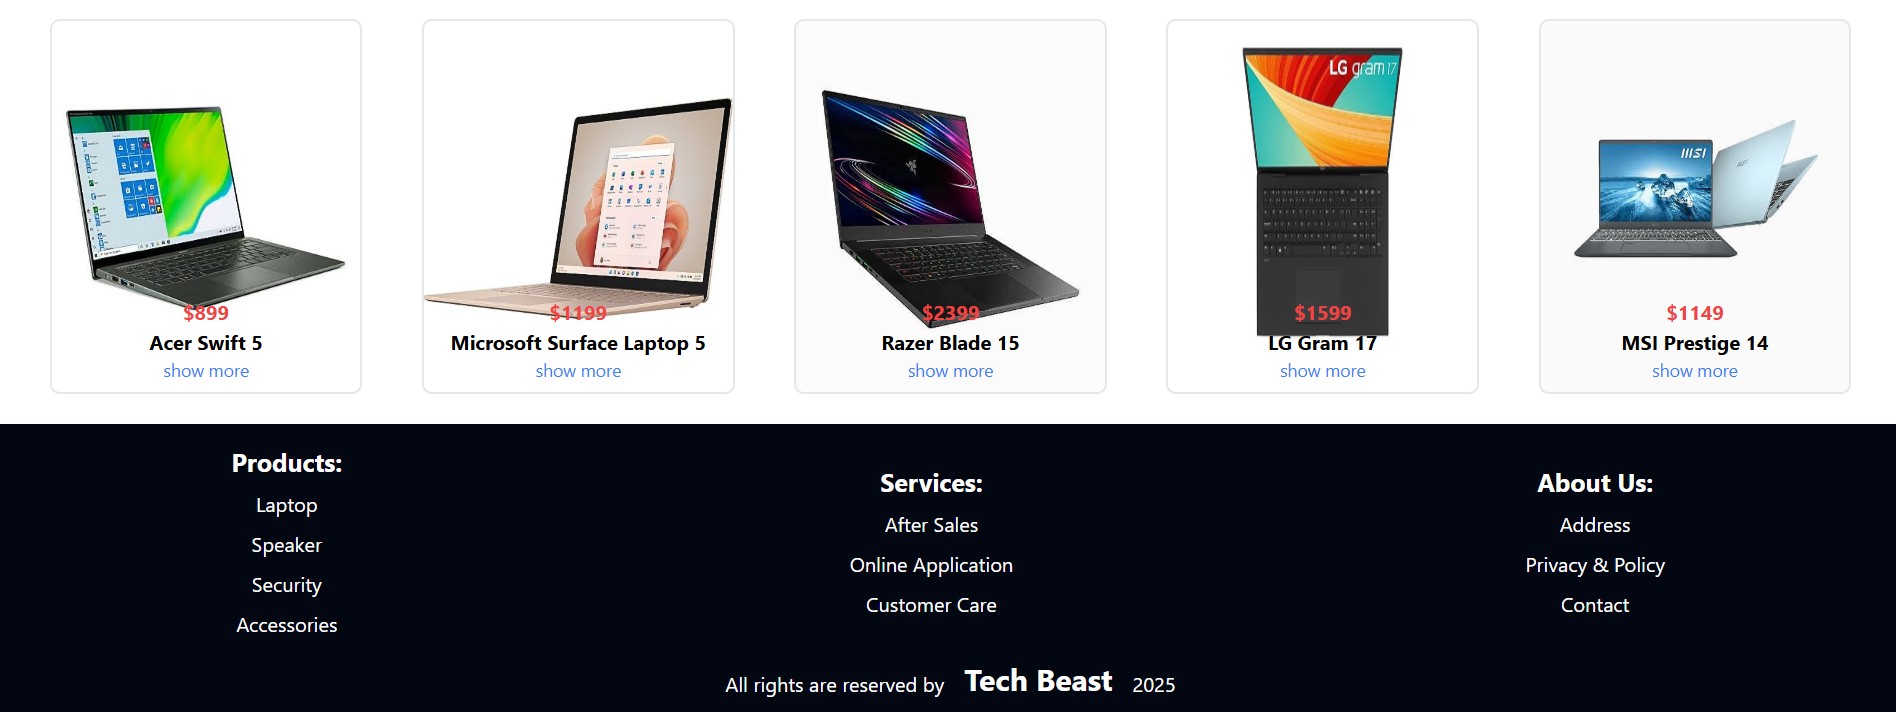 LG gram 17
msi
$899
Acer Swift 5
show more
$1199
Microsoft Surface Laptop 5
show more
$2399
Razer Blade 15
show more
$1599
LG Gram 17
show more
$1149
MSI Prestige 14
show more
Products:
Laptop
Speaker
Security
Accessories
Services:
After Sales
Online Application
Customer Care
About Us:
Address
Privacy & Policy
Contact
All rights are reserved by Tech Beast 2025